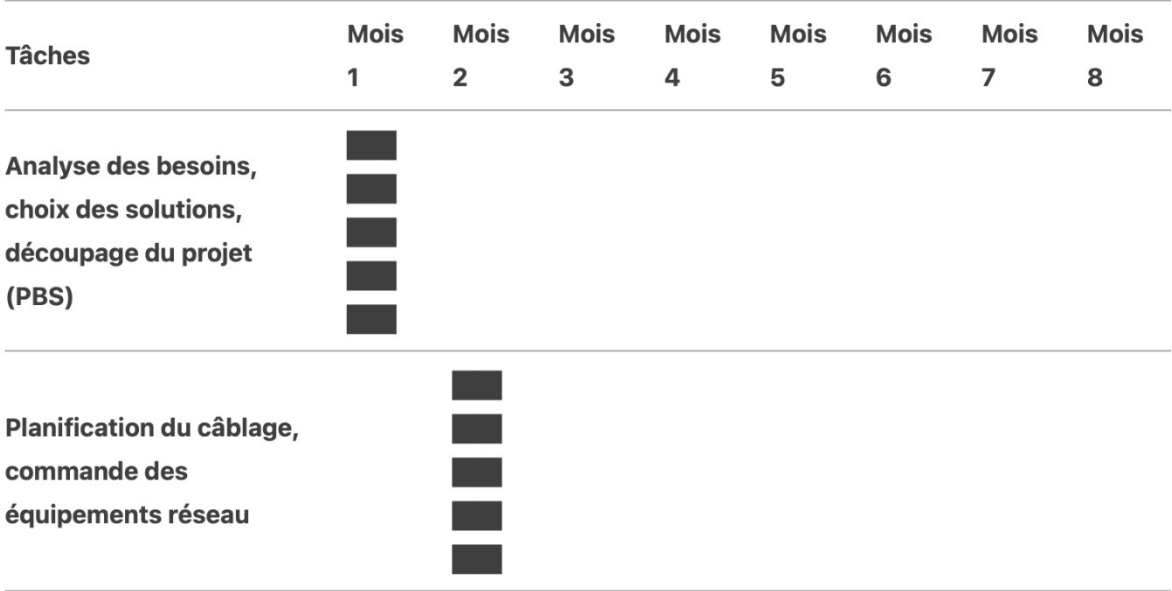 Tâches
Mois 1
Mois 2
Mois 3
Mois 4
Mois 5
Mois 6
Mois 7
Mois 8
Analyse des besoins,
choix des solutions,
découpage du projet
(PBS)
Planification du câblage,
commande des
équipements réseau